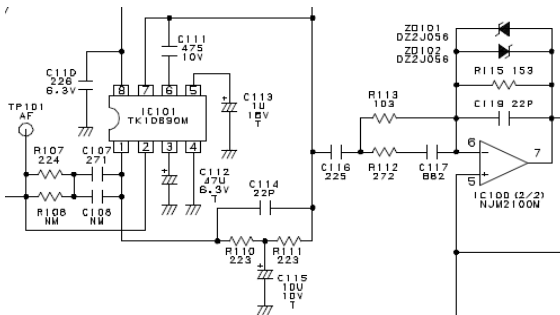 C111
475
10V
C110
226
6.3V
TP101
AF
8
7
6
5
IC101
TK10890M
1
2
3
4
C113
1U
16V
T
R107
224
C107
271
C112
47U
6.3V
T
R108
NM
C108
NM
C114
22P
R110
223
R111
223
C115
10U
10V
T
ZD101
DZ2J056
ZD102
DZ2J056
R115 153
C119 22P
R113
103
C116
225
R112
272
C117
882
6
7
5
IC100 (2/2)
NJM2100M